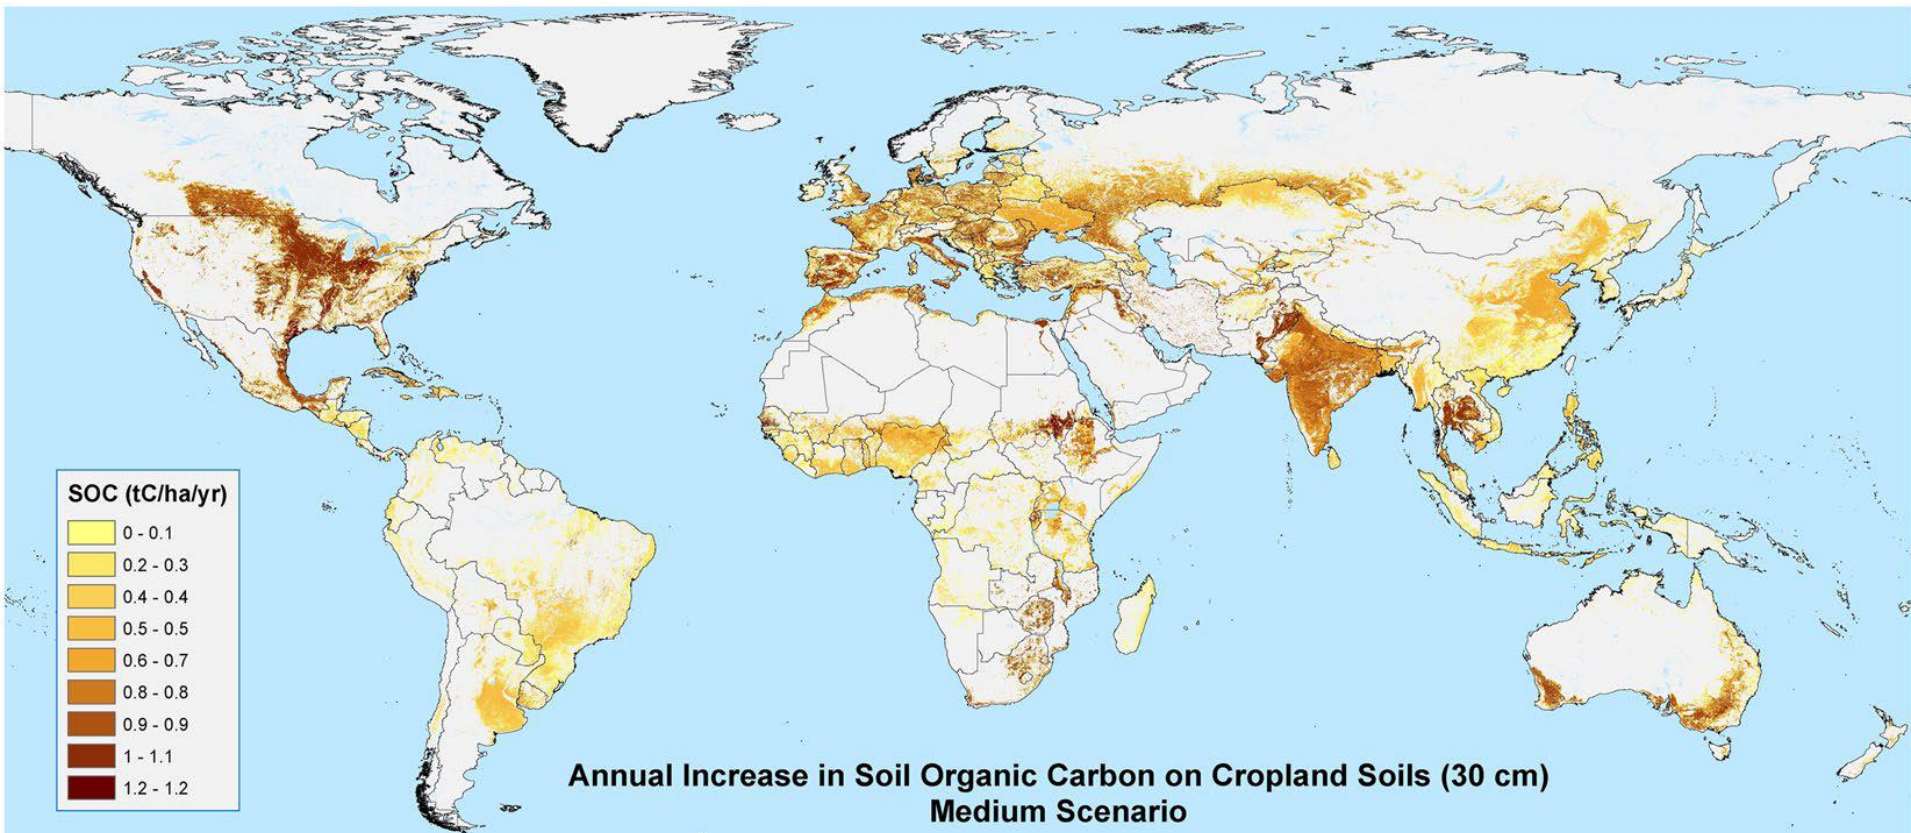 SOC (tC/ha/yr)
0 - 0.1
0.2 - 0.3
0.4 - 0.4
0.5 - 0.5
0.6 - 0.7
0.8 - 0.8
0.9 - 0.9
1 - 1.1
1.2 - 1.2
Annual Increase in Soil Organic Carbon on Cropland Soils (30 cm)
Medium Scenario